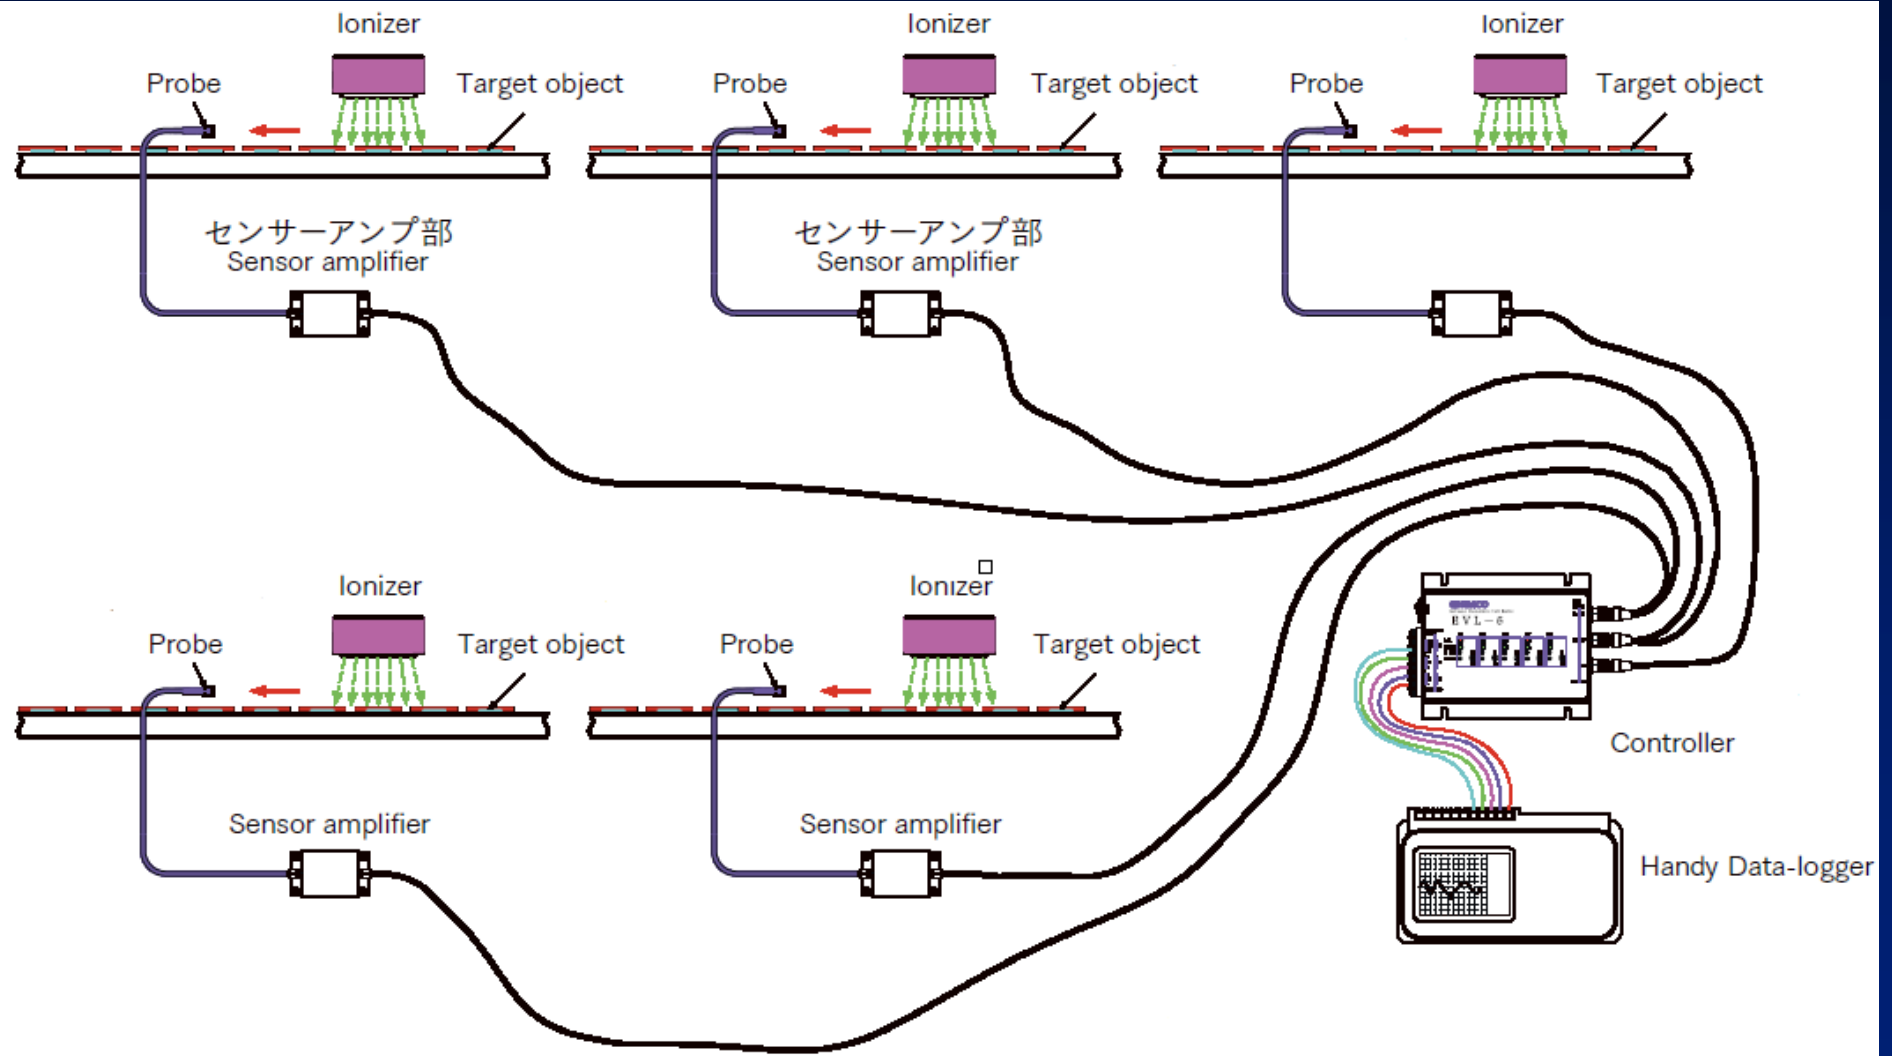 Ionizer
Ionizer
Ionizer
Probe
Target object
Probe
Target object
Probe
Target object
センサーアンプ部
Sensor amplifier
センサーアンプ部
Sensor amplifier
Ionizer
Ionizer
Probe
Target object
Probe
Target object
Controller
Sensor amplifier
Sensor amplifier
Handy Data-logger